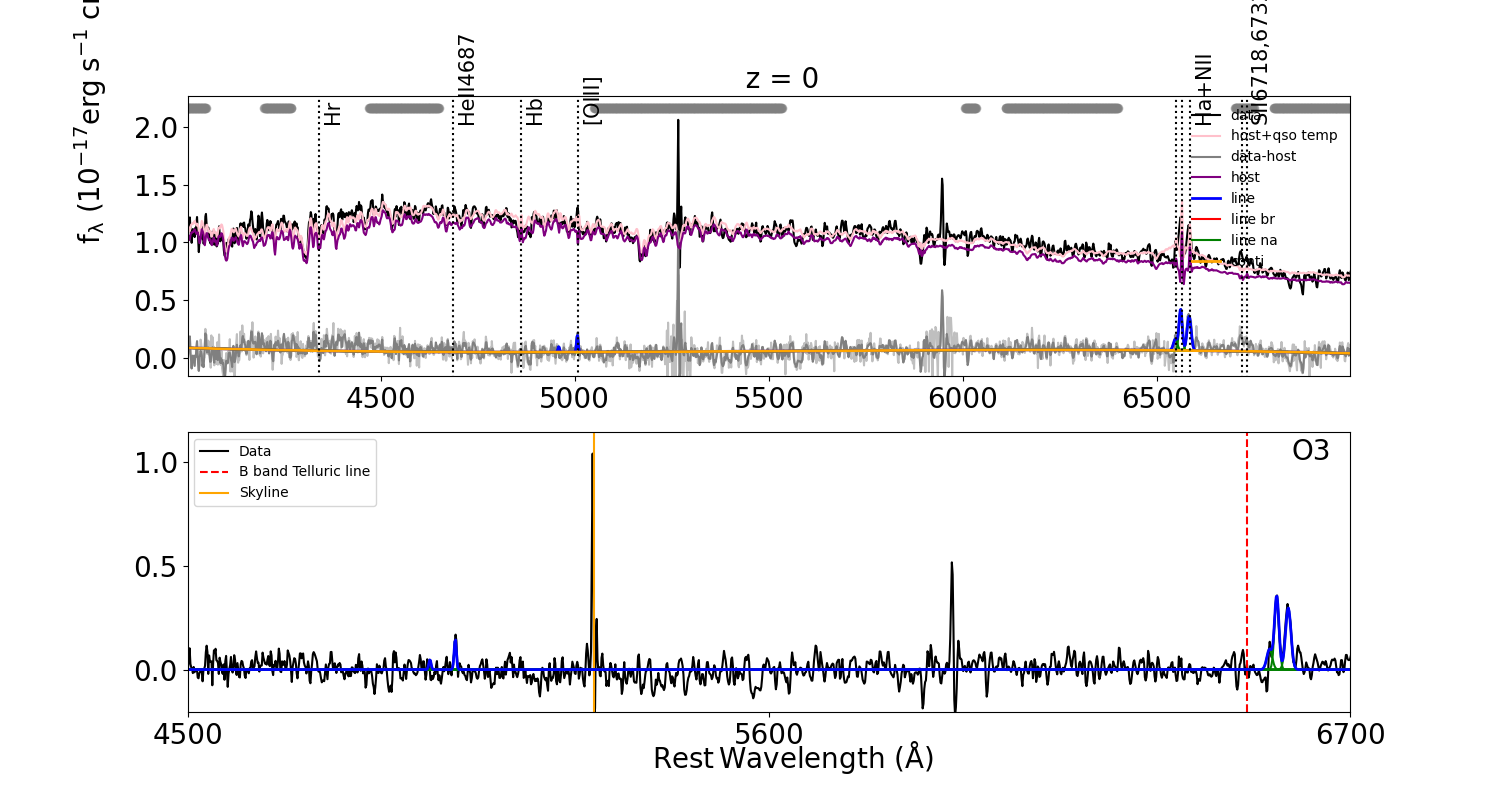 z = 0
fλ (10⁻¹⁷erg s⁻¹
Hr
HeII4687
Hb
[OIII]
Ha+NII
SII6718,673
2.0
1.5
1.0
0.5
0.0
data
host+qso temp
data-host
host
line
line br
line na
conti
4500 5000 5500 6000 6500
O3
Data
B band Telluric line
Skyline
1.0
0.5
0.0
4500 5600 6700
Rest Wavelength (Å)